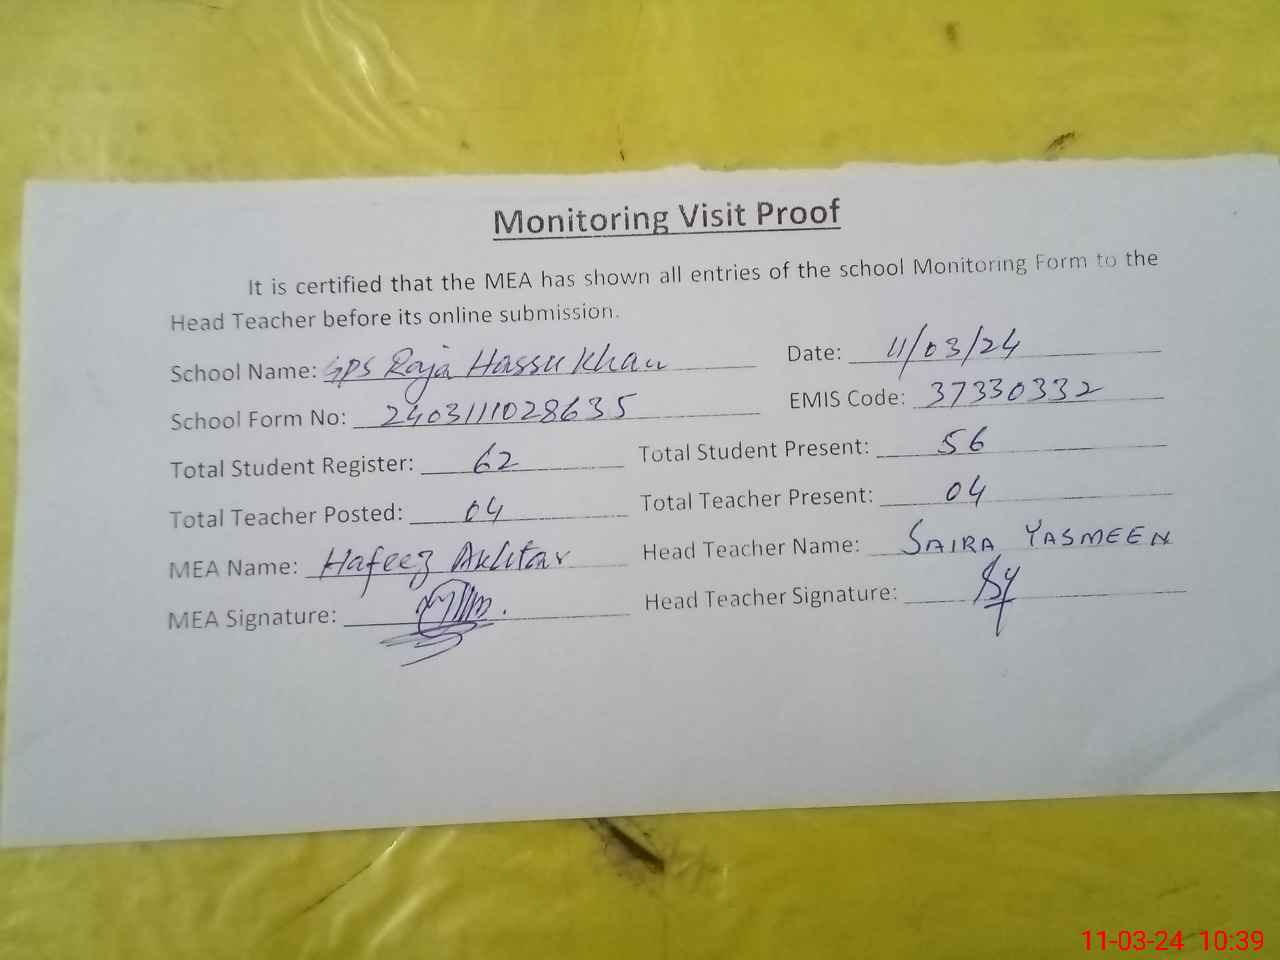 Monitoring Visit Proof
It is certified that the MEA has shown all entries of the school Monitoring Form to the
Head Teacher before its online submission.
School Name: GPS Raja Hassu Khan Date: 11/03/24
School Form No: 2403111028635 EMIS Code: 37330332
Total Student Register: 62 Total Student Present: 56
Total Teacher Posted: 04 Total Teacher Present: 04
MEA Name: Hafeez Akhtar Head Teacher Name: SAIRA YASMEEN
MEA Signature: Head Teacher Signature: Sy
11-03-24 10:39